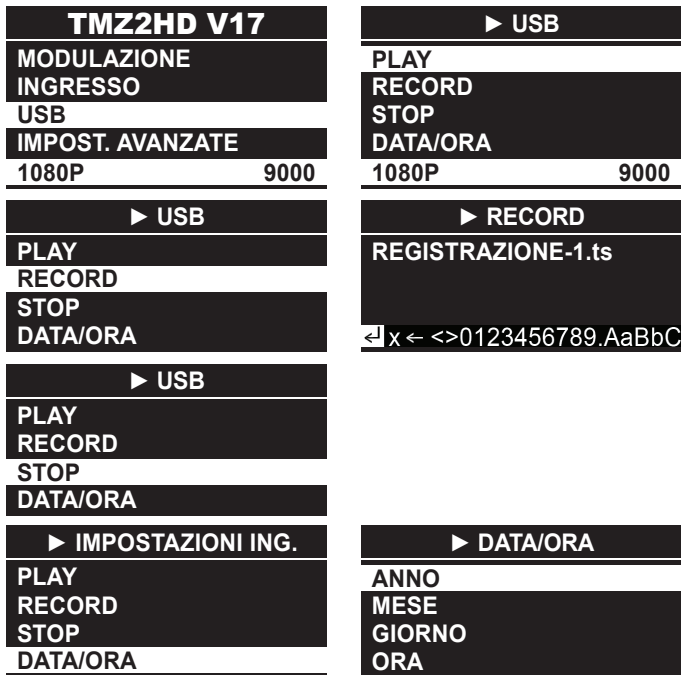 TMZ2HD V17
MODULAZIONE
INGRESSO
USB
IMPOST. AVANZATE
1080P 9000
► USB
PLAY
RECORD
STOP
DATA/ORA
1080P 9000
► USB
PLAY
RECORD
STOP
DATA/ORA
► RECORD
REGISTRAZIONE-1.ts
↵ x ← <>0123456789.AaBbC
► USB
PLAY
RECORD
STOP
DATA/ORA
► IMPOSTAZIONI ING.
PLAY
RECORD
STOP
DATA/ORA
► DATA/ORA
ANNO
MESE
GIORNO
ORA